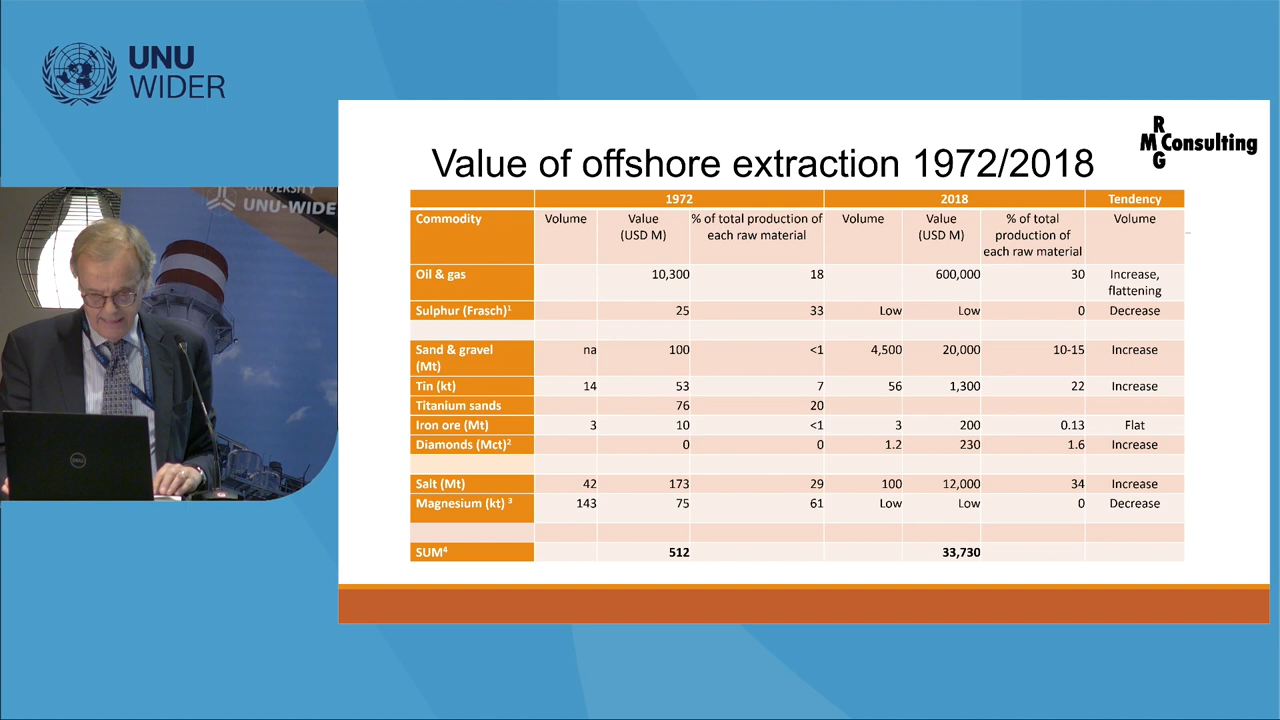 UNU
WIDER
UNIVERSITY
UNU-WIDE
DELL
R
M Consulting
G
Value of offshore extraction 1972/2018
1972 2018 Tendency
Commodity Volume Value (USD M) % of total production of each raw material Volume Value (USD M) % of total production of each raw material Volume
Oil & gas 10,300 18 600,000 30 Increase, flattening
Sulphur (Frasch)¹ 25 33 Low Low 0 Decrease
Sand & gravel (Mt) na 100 <1 4,500 20,000 10-15 Increase
Tin (kt) 14 53 7 56 1,300 22 Increase
Titanium sands 76 20
Iron ore (Mt) 3 10 <1 3 200 0.13 Flat
Diamonds (Mct)² 0 0 1.2 230 1.6 Increase
Salt (Mt) 42 173 29 100 12,000 34 Increase
Magnesium (kt) ³ 143 75 61 Low Low 0 Decrease
SUM⁴ 512 33,730